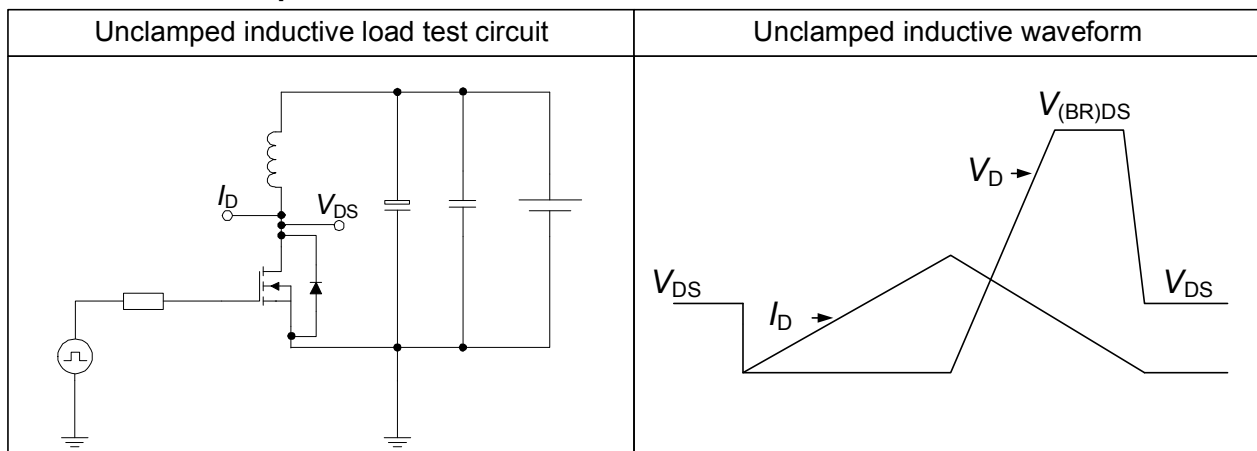 Unclamped inductive load test circuit
Unclamped inductive waveform
I_D
V_DS
V_(BR)DS
V_D
V_DS
I_D
V_DS